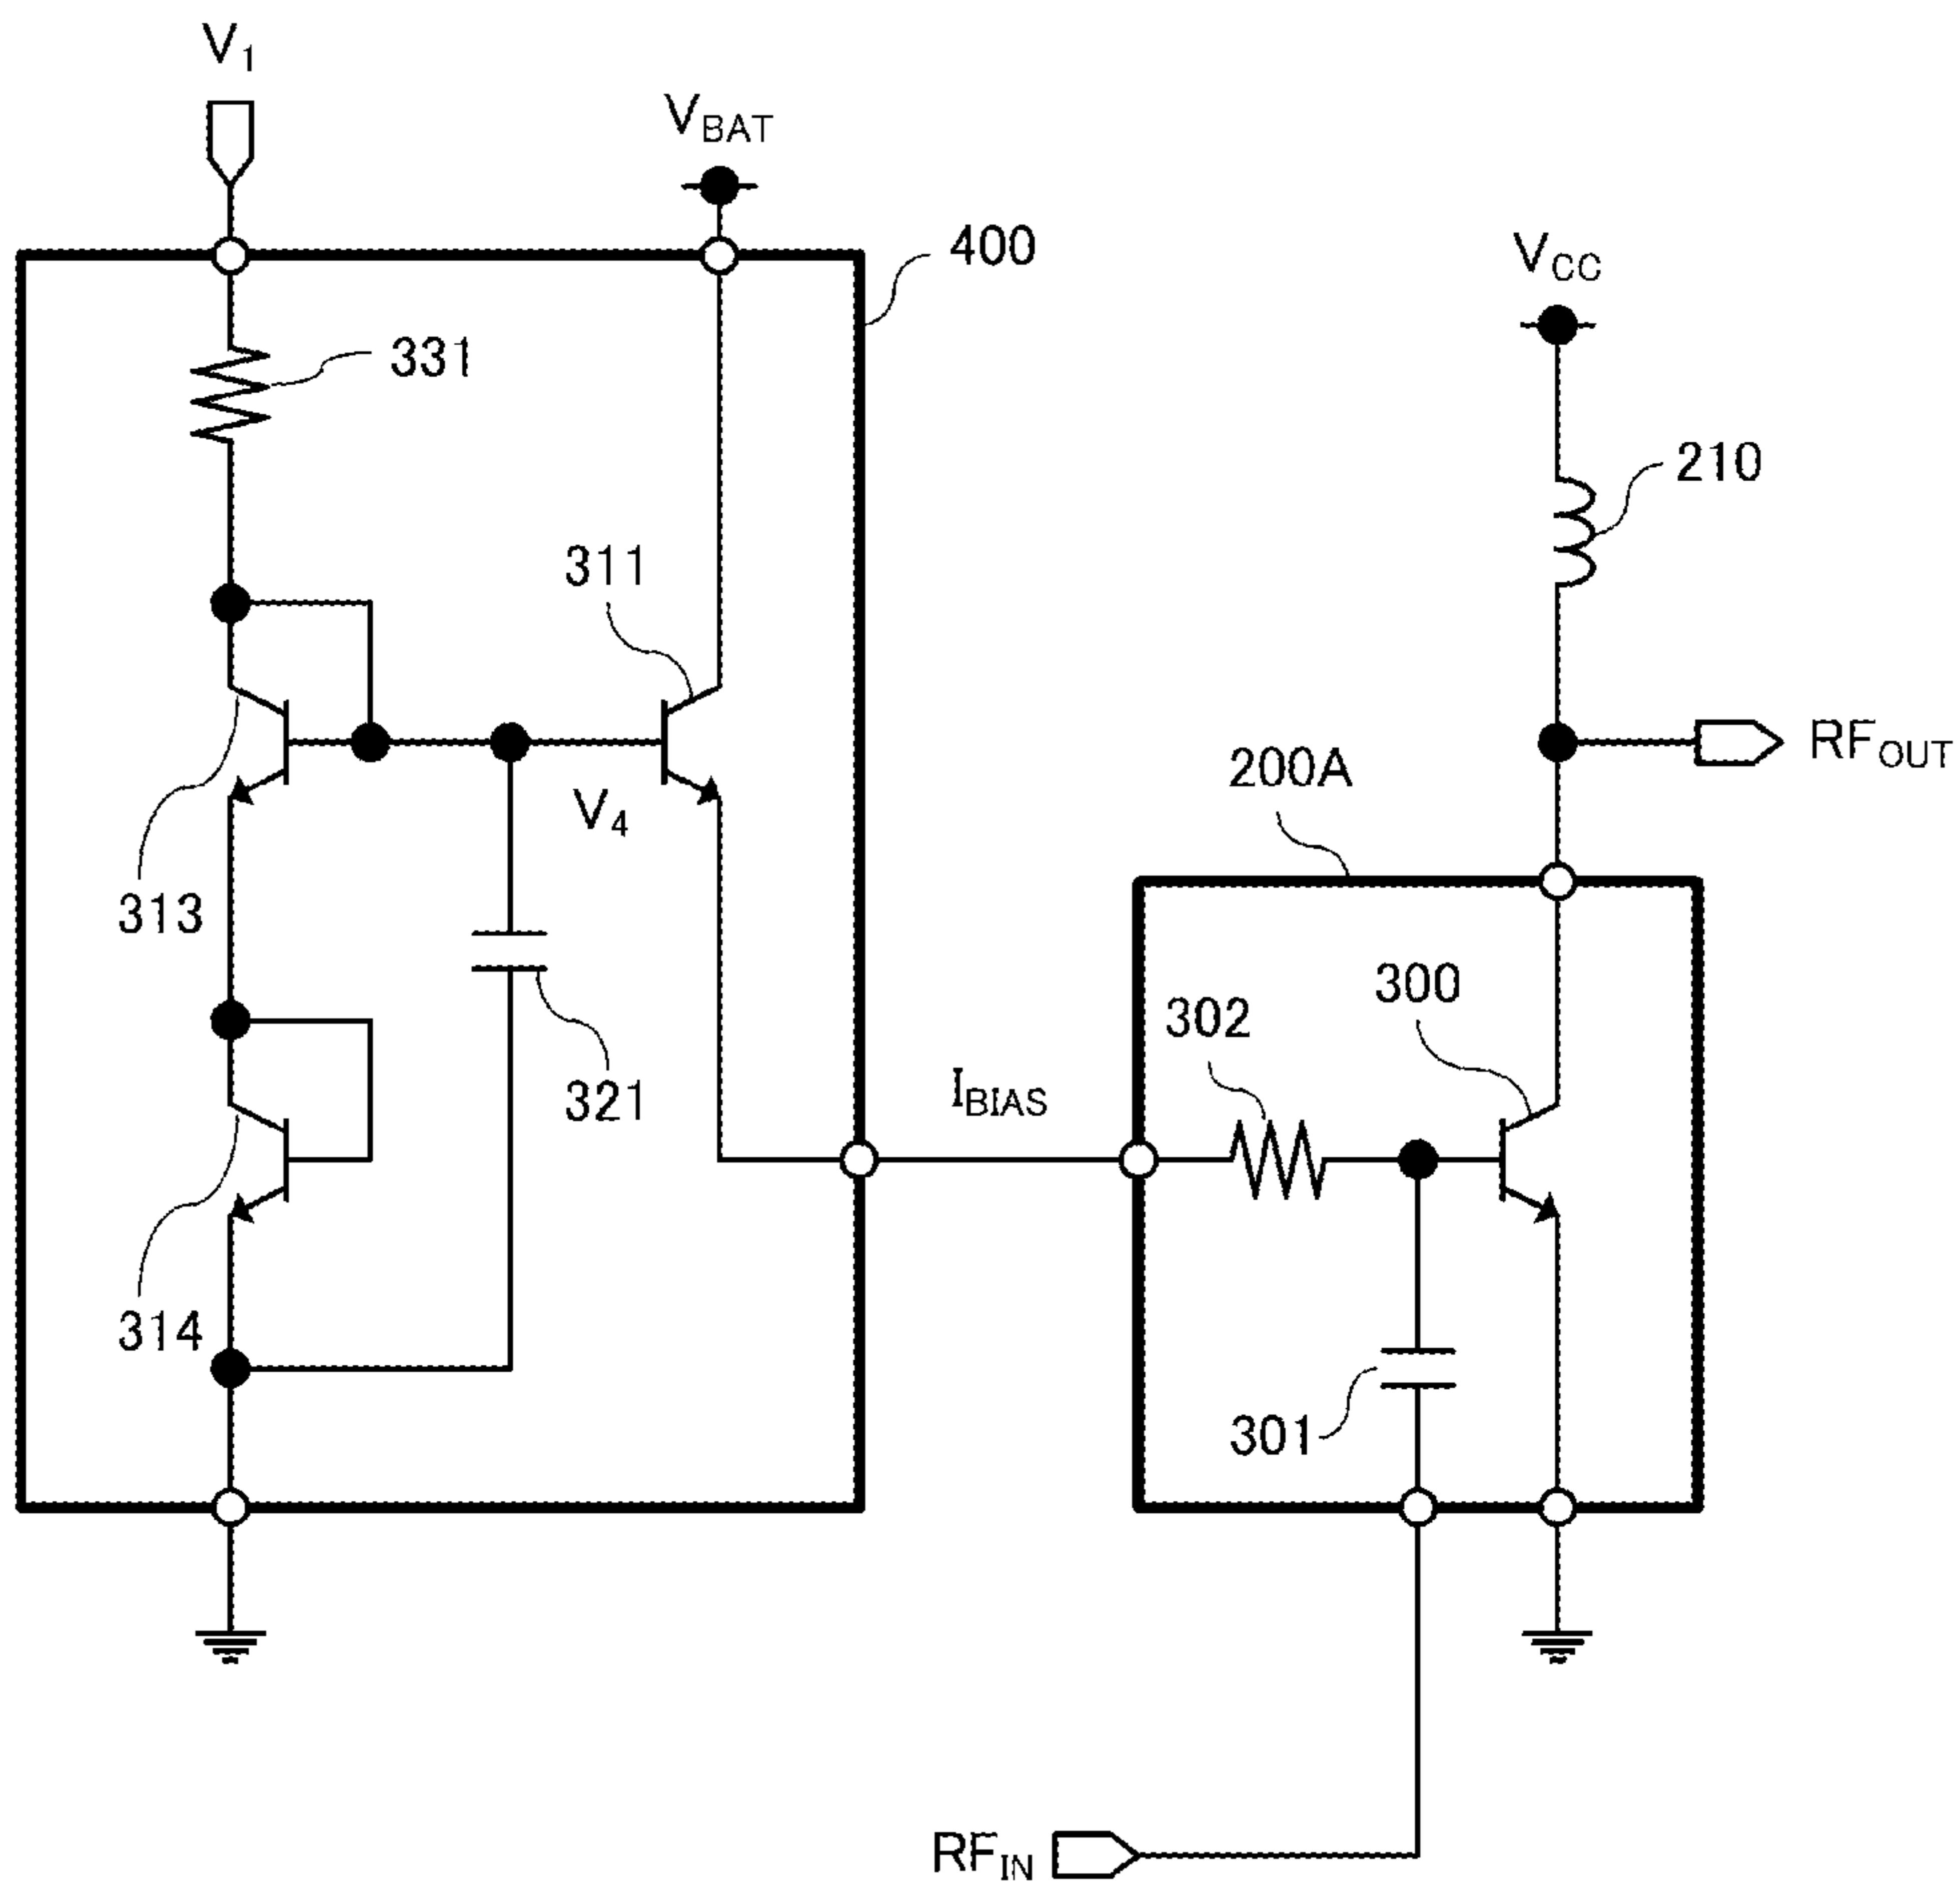 V1
VBAT
400
VCC
331
210
311
RFOUT
200A
V4
313
300
302
IBIAS
321
314
301
RFIN